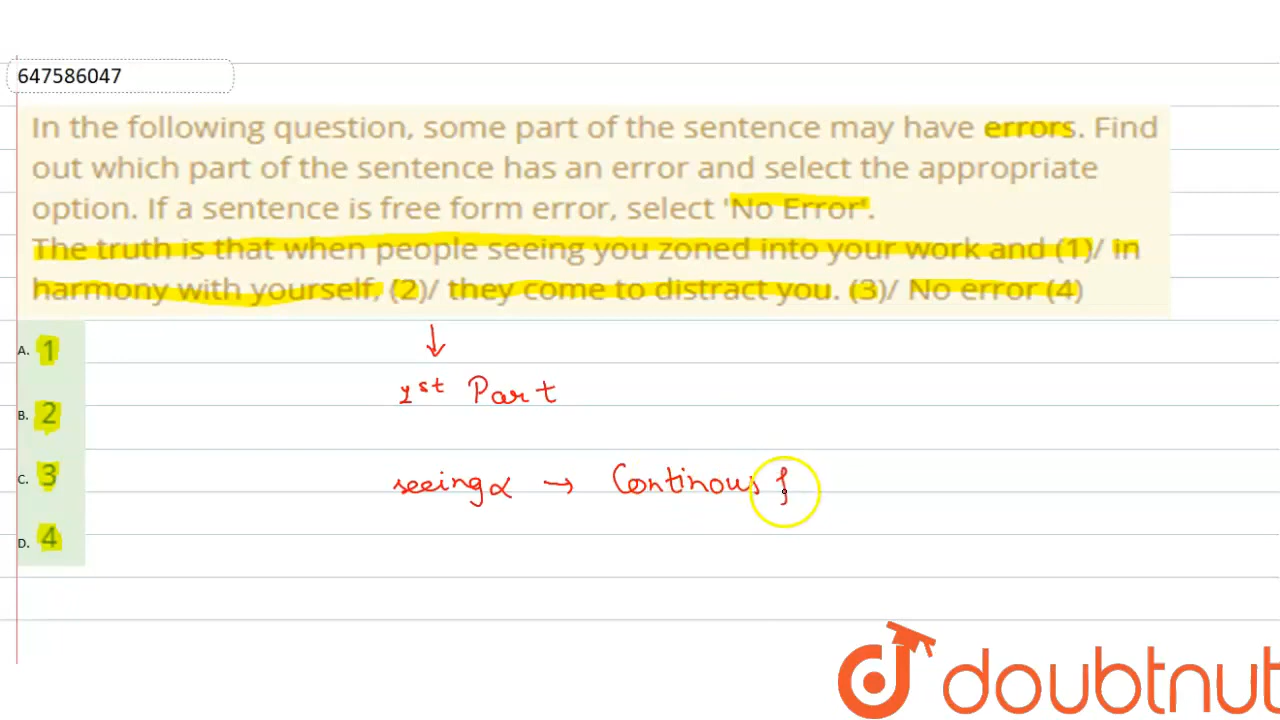 647586047
In the following question, some part of the sentence may have errors. Find
out which part of the sentence has an error and select the appropriate
option. If a sentence is free form error, select 'No Error'.
The truth is that when people seeing you zoned into your work and (1)/ in
harmony with yourself, (2)/ they come to distract you. (3)/ No error (4)
A. 1
1st Part
B. 2
C. 3
seeing → Continous
D. 4
doubtnut